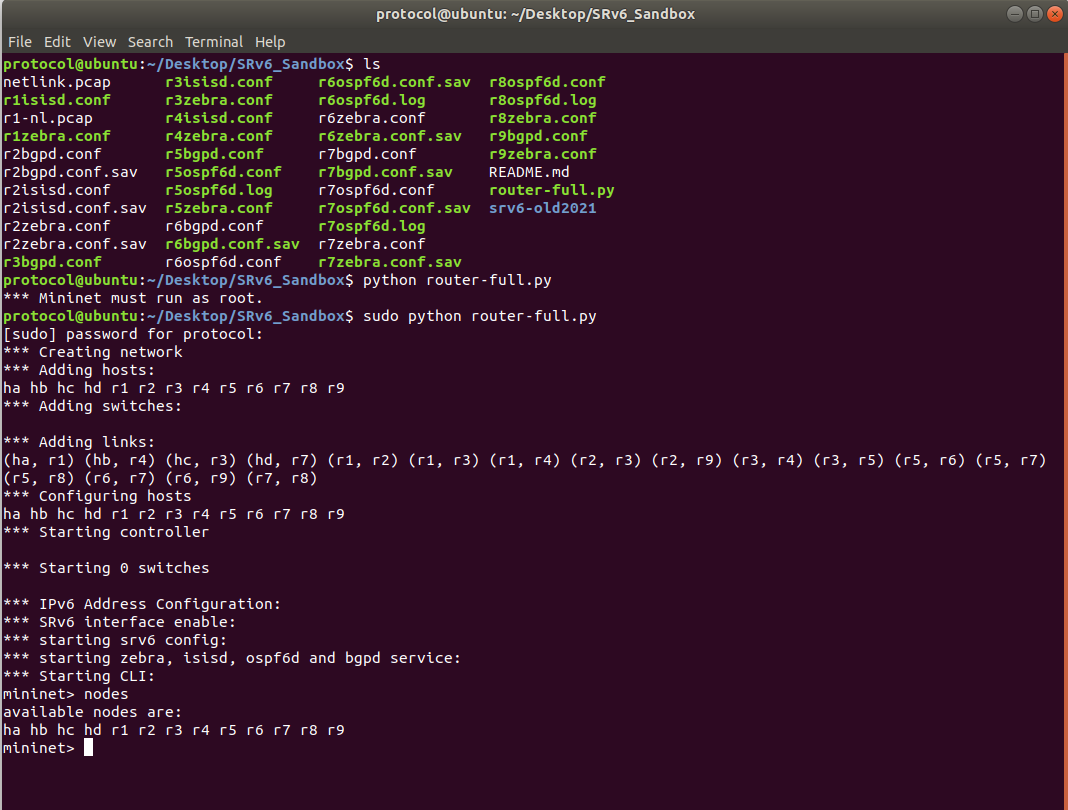 protocol@ubuntu: ~/Desktop/SRv6_Sandbox
File Edit View Search Terminal Help
protocol@ubuntu:~/Desktop/SRv6_Sandbox$ ls
netlink.pcap r3isisd.conf r6ospf6d.conf.sav r8ospf6d.conf
r1isisd.conf r3zebra.conf r6ospf6d.log r8ospf6d.log
r1-nl.pcap r4isisd.conf r6zebra.conf r8zebra.conf
r1zebra.conf r4zebra.conf r6zebra.conf.sav r9bgpd.conf
r2bgpd.conf r5bgpd.conf r7bgpd.conf r9zebra.conf
r2bgpd.conf.sav r5ospf6d.conf r7bgpd.conf.sav README.md
r2isisd.conf r5ospf6d.log r7ospf6d.conf router-full.py
r2isisd.conf.sav r5zebra.conf r7ospf6d.conf.sav srv6-old2021
r2zebra.conf r6bgpd.conf r7ospf6d.log
r2zebra.conf.sav r6bgpd.conf.sav r7zebra.conf
r3bgpd.conf r6ospf6d.conf r7zebra.conf.sav
protocol@ubuntu:~/Desktop/SRv6_Sandbox$ python router-full.py
*** Mininet must run as root.
protocol@ubuntu:~/Desktop/SRv6_Sandbox$ sudo python router-full.py
[sudo] password for protocol:
*** Creating network
*** Adding hosts:
ha hb hc hd r1 r2 r3 r4 r5 r6 r7 r8 r9
*** Adding switches:
*** Adding links:
(ha, r1) (hb, r4) (hc, r3) (hd, r7) (r1, r2) (r1, r3) (r1, r4) (r2, r3) (r2, r9) (r3, r4) (r3, r5) (r5, r6) (r5, r7)
(r5, r8) (r6, r7) (r6, r9) (r7, r8)
*** Configuring hosts
ha hb hc hd r1 r2 r3 r4 r5 r6 r7 r8 r9
*** Starting controller
*** Starting 0 switches
*** IPv6 Address Configuration:
*** SRv6 interface enable:
*** starting srv6 config:
*** starting zebra, isisd, ospf6d and bgpd service:
*** Starting CLI:
mininet> nodes
available nodes are:
ha hb hc hd r1 r2 r3 r4 r5 r6 r7 r8 r9
mininet>